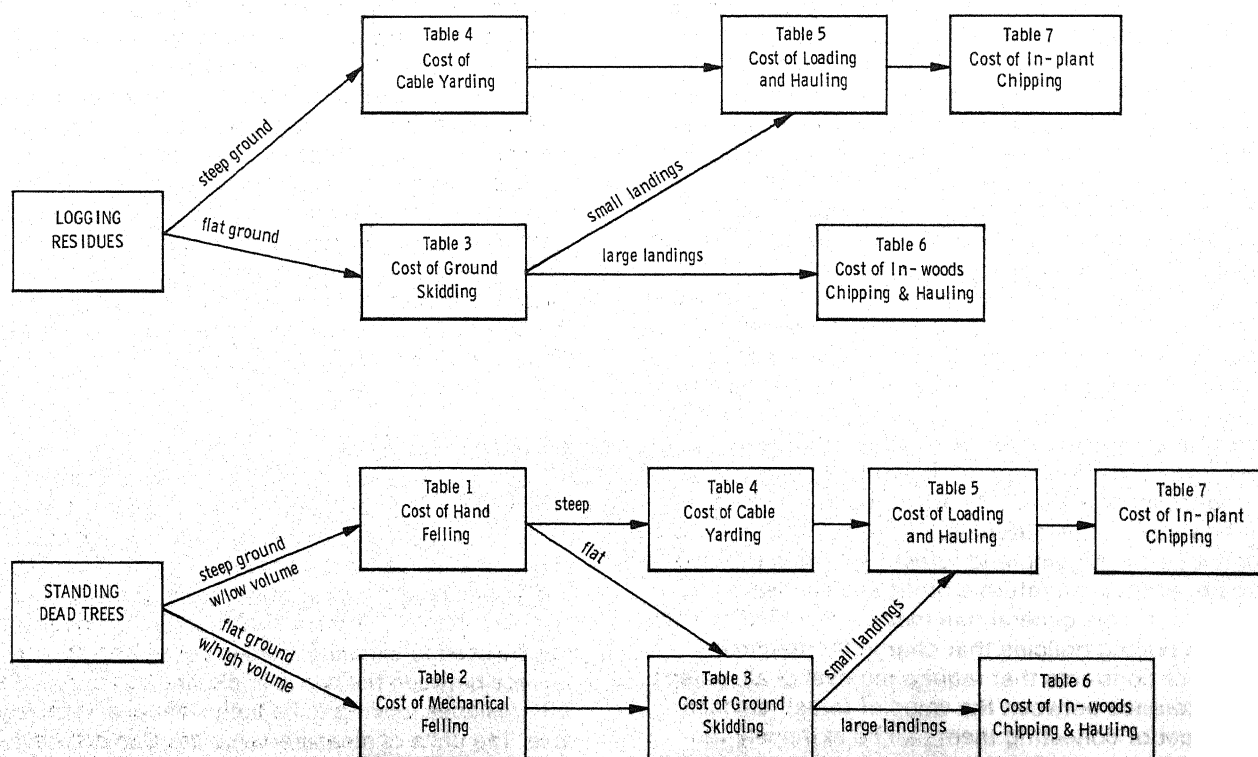 Table 4
Cost of
Cable Yarding
Table 5
Cost of Loading
and Hauling
Table 7
Cost of In-plant
Chipping
steep ground
LOGGING
RESIDUES
flat ground
small landings
Table 3
Cost of Ground
Skidding
large landings
Table 6
Cost of In-woods
Chipping & Hauling
Table 1
Cost of Hand
Felling
steep
Table 4
Cost of Cable
Yarding
Table 5
Cost of Loading
and Hauling
Table 7
Cost of In-plant
Chipping
flat
steep ground
w/low volume
STANDING
DEAD TREES
flat ground
w/high volume
small landings
Table 2
Cost of Mechanical
Felling
Table 3
Cost of Ground
Skidding
large landings
Table 6
Cost of In-woods
Chipping & Hauling